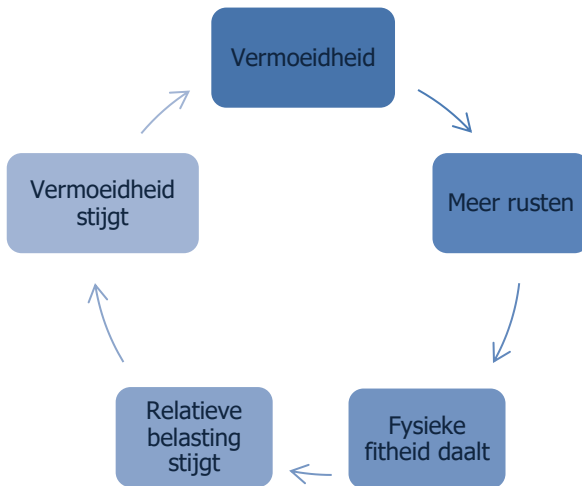 Vermoeidheid
Meer rusten
Fysieke
fitheid daalt
Relatieve
belasting
stijgt
Vermoeidheid
stijgt